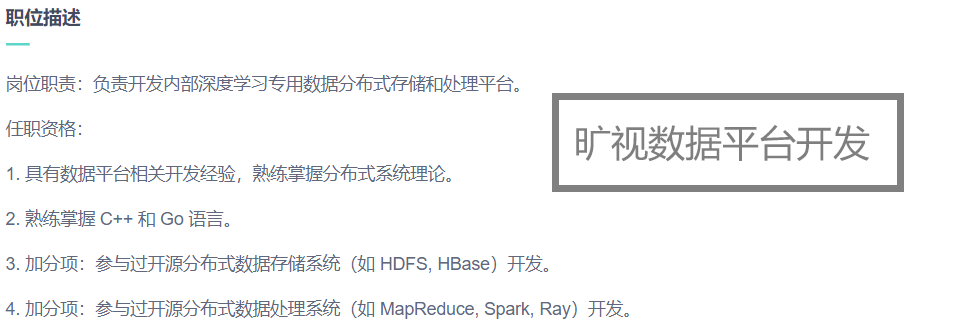 职位描述
岗位职责：负责开发内部深度学习专用数据分布式存储和处理平台。
任职资格：
旷视数据平台开发
1. 具有数据平台相关开发经验，熟练掌握分布式系统理论。
2. 熟练掌握 C++ 和 Go 语言。
3. 加分项：参与过开源分布式数据存储系统（如 HDFS, HBase）开发。
4. 加分项：参与过开源分布式数据处理系统（如 MapReduce, Spark, Ray）开发。